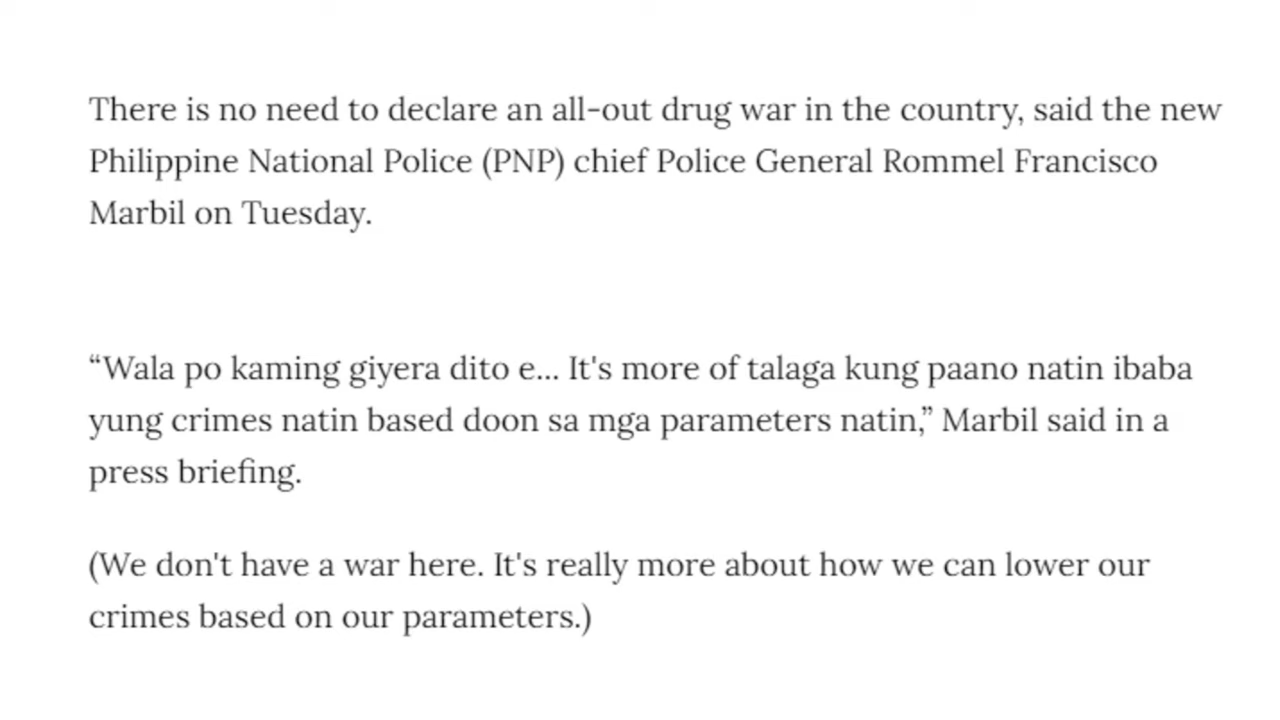 There is no need to declare an all-out drug war in the country, said the new
Philippine National Police (PNP) chief Police General Rommel Francisco
Marbil on Tuesday.
“Wala po kaming giyera dito e... It's more of talaga kung paano natin ibaba
yung crimes natin based doon sa mga parameters natin,” Marbil said in a
press briefing.
(We don't have a war here. It's really more about how we can lower our
crimes based on our parameters.)